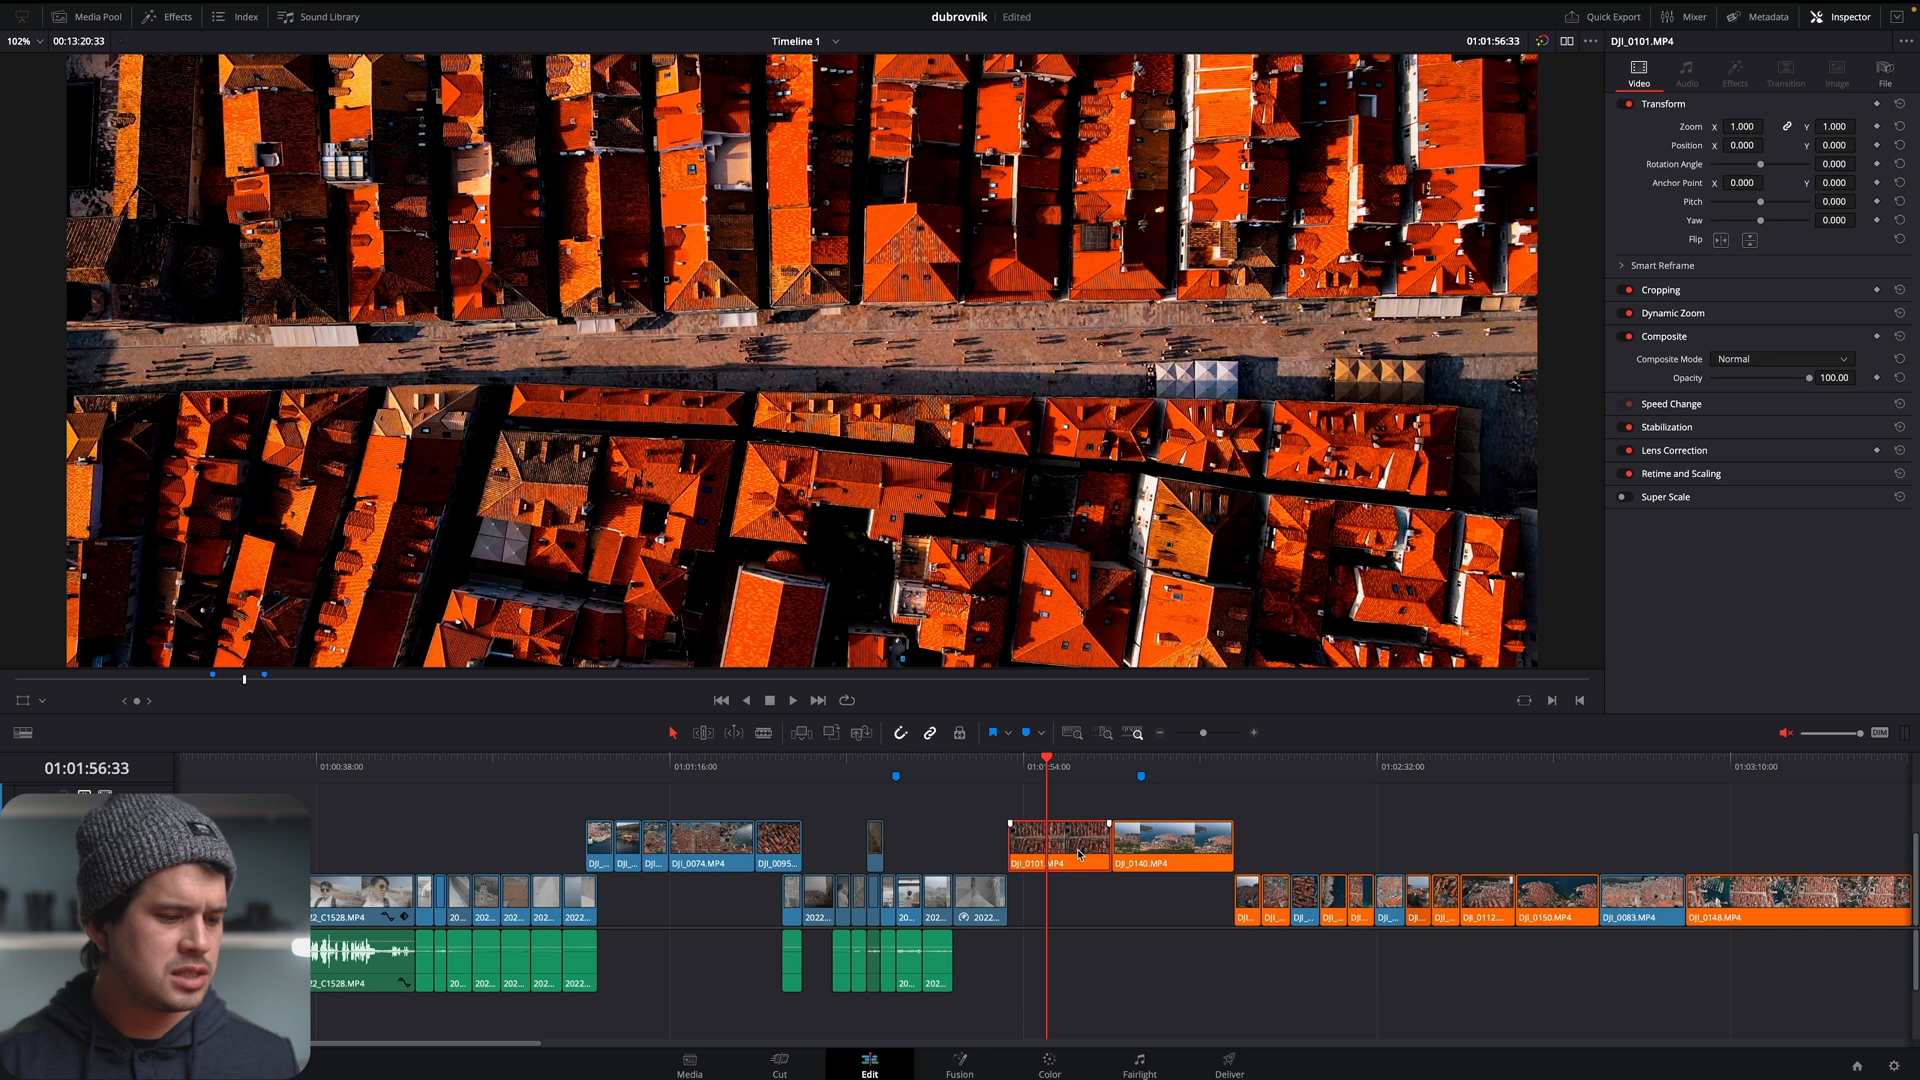 Media Pool Effects Index Sound Library dubrovnik Edited Quick Export Mixer Metadata Inspector
102% 00:13:20:33 Timeline 1 01:01:56:33 DJI_0101.MP4
Video Audio Effects Transition Image File
Transform
Zoom X 1.000 Y 1.000
Position X 0.000 Y 0.000
Rotation Angle 0.000
Anchor Point X 0.000 Y 0.000
Pitch 0.000
Yaw 0.000
Flip
Smart Reframe
Cropping
Dynamic Zoom
Composite
Composite Mode Normal
Opacity 100.00
Speed Change
Stabilization
Lens Correction
Retime and Scaling
Super Scale
DIM
01:01:56:33 01:00:38:00 01:01:16:00 01:01:54:00 01:02:32:00 01:03:10:00
DJI_... DJI_... DJI... DJI_0074.MP4 DJI_0095... DJI_0101.MP4 DJI_0140.MP4
22_C1528.MP4 20... 202... 202... 202... 2022... 2022... 20... 202... 2022... DJI... DJI_... DJI_... DJI_... DJI... DJI_... DJI... DJI_... DJI_0112.... DJI_0150.MP4 DJI_0083.MP4 DJI_0148.MP4
22_C1528.MP4 20... 202... 202... 202... 2022... 20... 202...
Media Cut Edit Fusion Color Fairlight Deliver